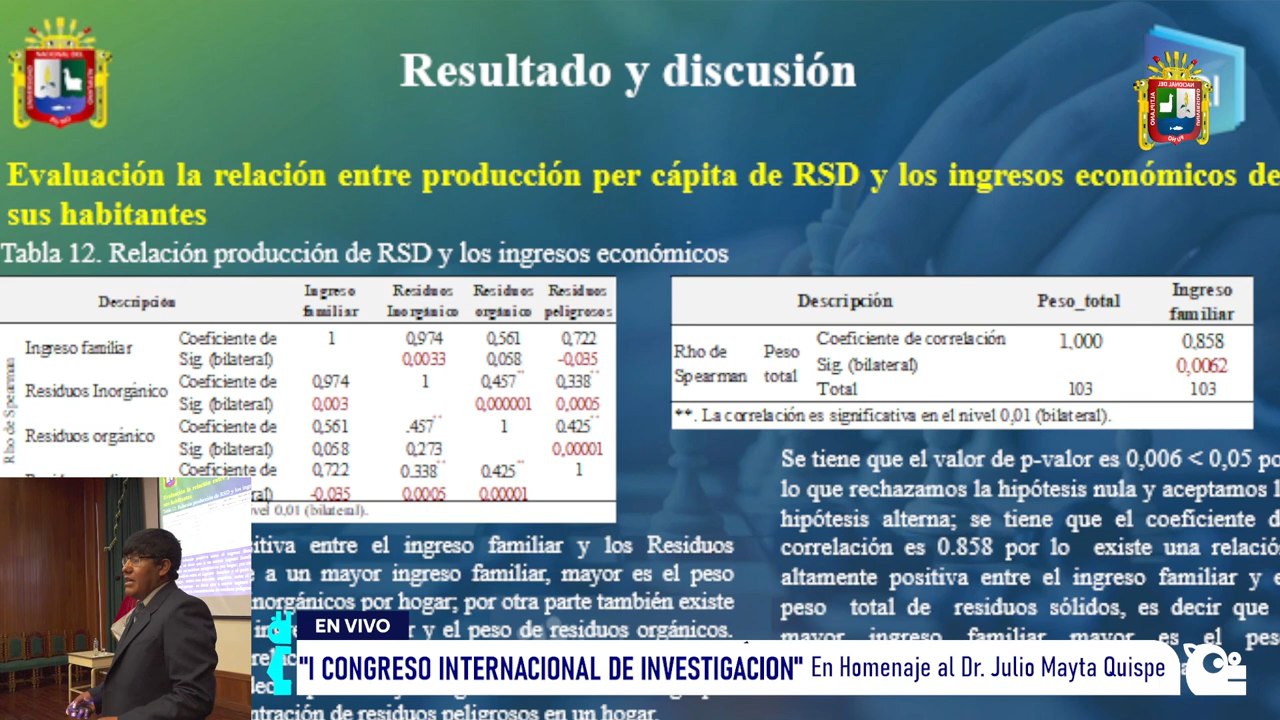 Resultado y discusión
Evaluación la relación entre producción per cápita de RSD y los ingresos económicos de
sus habitantes
Tabla 12. Relación producción de RSD y los ingresos económicos
Descripción Ingreso familiar Residuos Inorgánico Residuos orgánico Residuos peligrosos
Rho de Spearman
Ingreso familiar Coeficiente de 1 0,974 0,561 0,722
Sig. (bilateral) 0,0033 0,058 -0,035
Residuos Inorgánico Coeficiente de 0,974 1 0,457** 0,338**
Sig. (bilateral) 0,003 0,000001 0,0005
Residuos orgánico Coeficiente de 0,561 .457** 1 0.425**
Sig. (bilateral) 0,058 0,273 0,00001
Coeficiente de 0,722 0.338** 0.425** 1
-0.035 0.0005 0.00001
0,01 (bilateral).
Descripción Peso_total Ingreso familiar
Rho de Spearman Peso total
Coeficiente de correlación 1,000 0,858
Sig. (bilateral) 0,0062
Total 103 103
**. La correlación es significativa en el nivel 0,01 (bilateral).
entre el ingreso familiar y los Residuos
a un mayor ingreso familiar, mayor es el peso
inorgánicos por hogar; por otra parte también existe
r y el peso de residuos orgánicos.
de residuos peligrosos en un hogar.
Se tiene que el valor de p-valor es 0,006 < 0,05 po
lo que rechazamos la hipótesis nula y aceptamos l
hipótesis alterna; se tiene que el coeficiente d
correlación es 0.858 por lo existe una relació
altamente positiva entre el ingreso familiar y e
peso total de residuos sólidos, es decir que
mayor ingreso familiar mayor es el pes
EN VIVO
"I CONGRESO INTERNACIONAL DE INVESTIGACION" En Homenaje al Dr. Julio Mayta Quispe